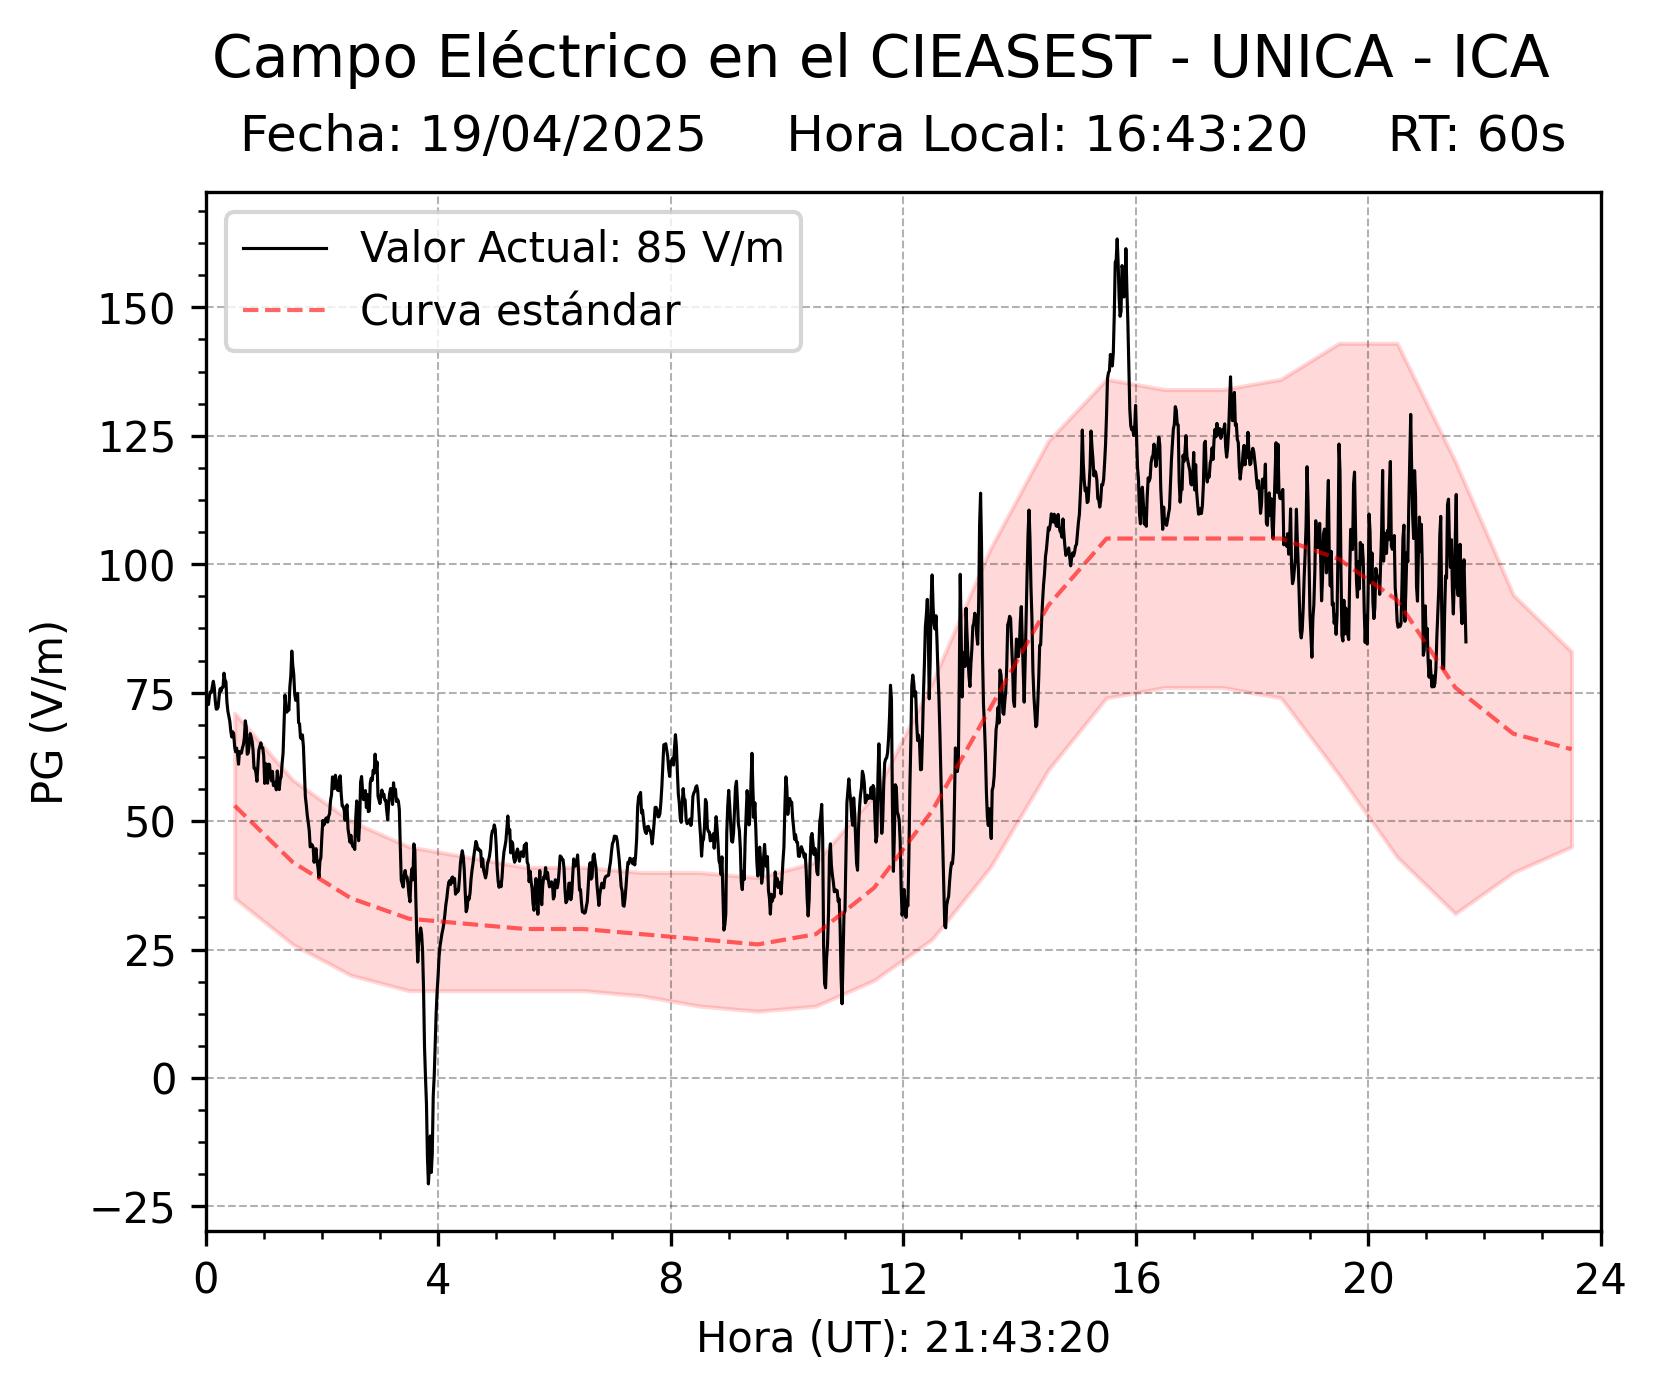 Campo Eléctrico en el CIEASEST - UNICA - ICA
Fecha: 19/04/2025 Hora Local: 16:43:20 RT: 60s
Valor Actual: 85 V/m
Curva estándar
PG (V/m)
150
125
100
75
50
25
0
−25
0 4 8 12 16 20 24
Hora (UT): 21:43:20